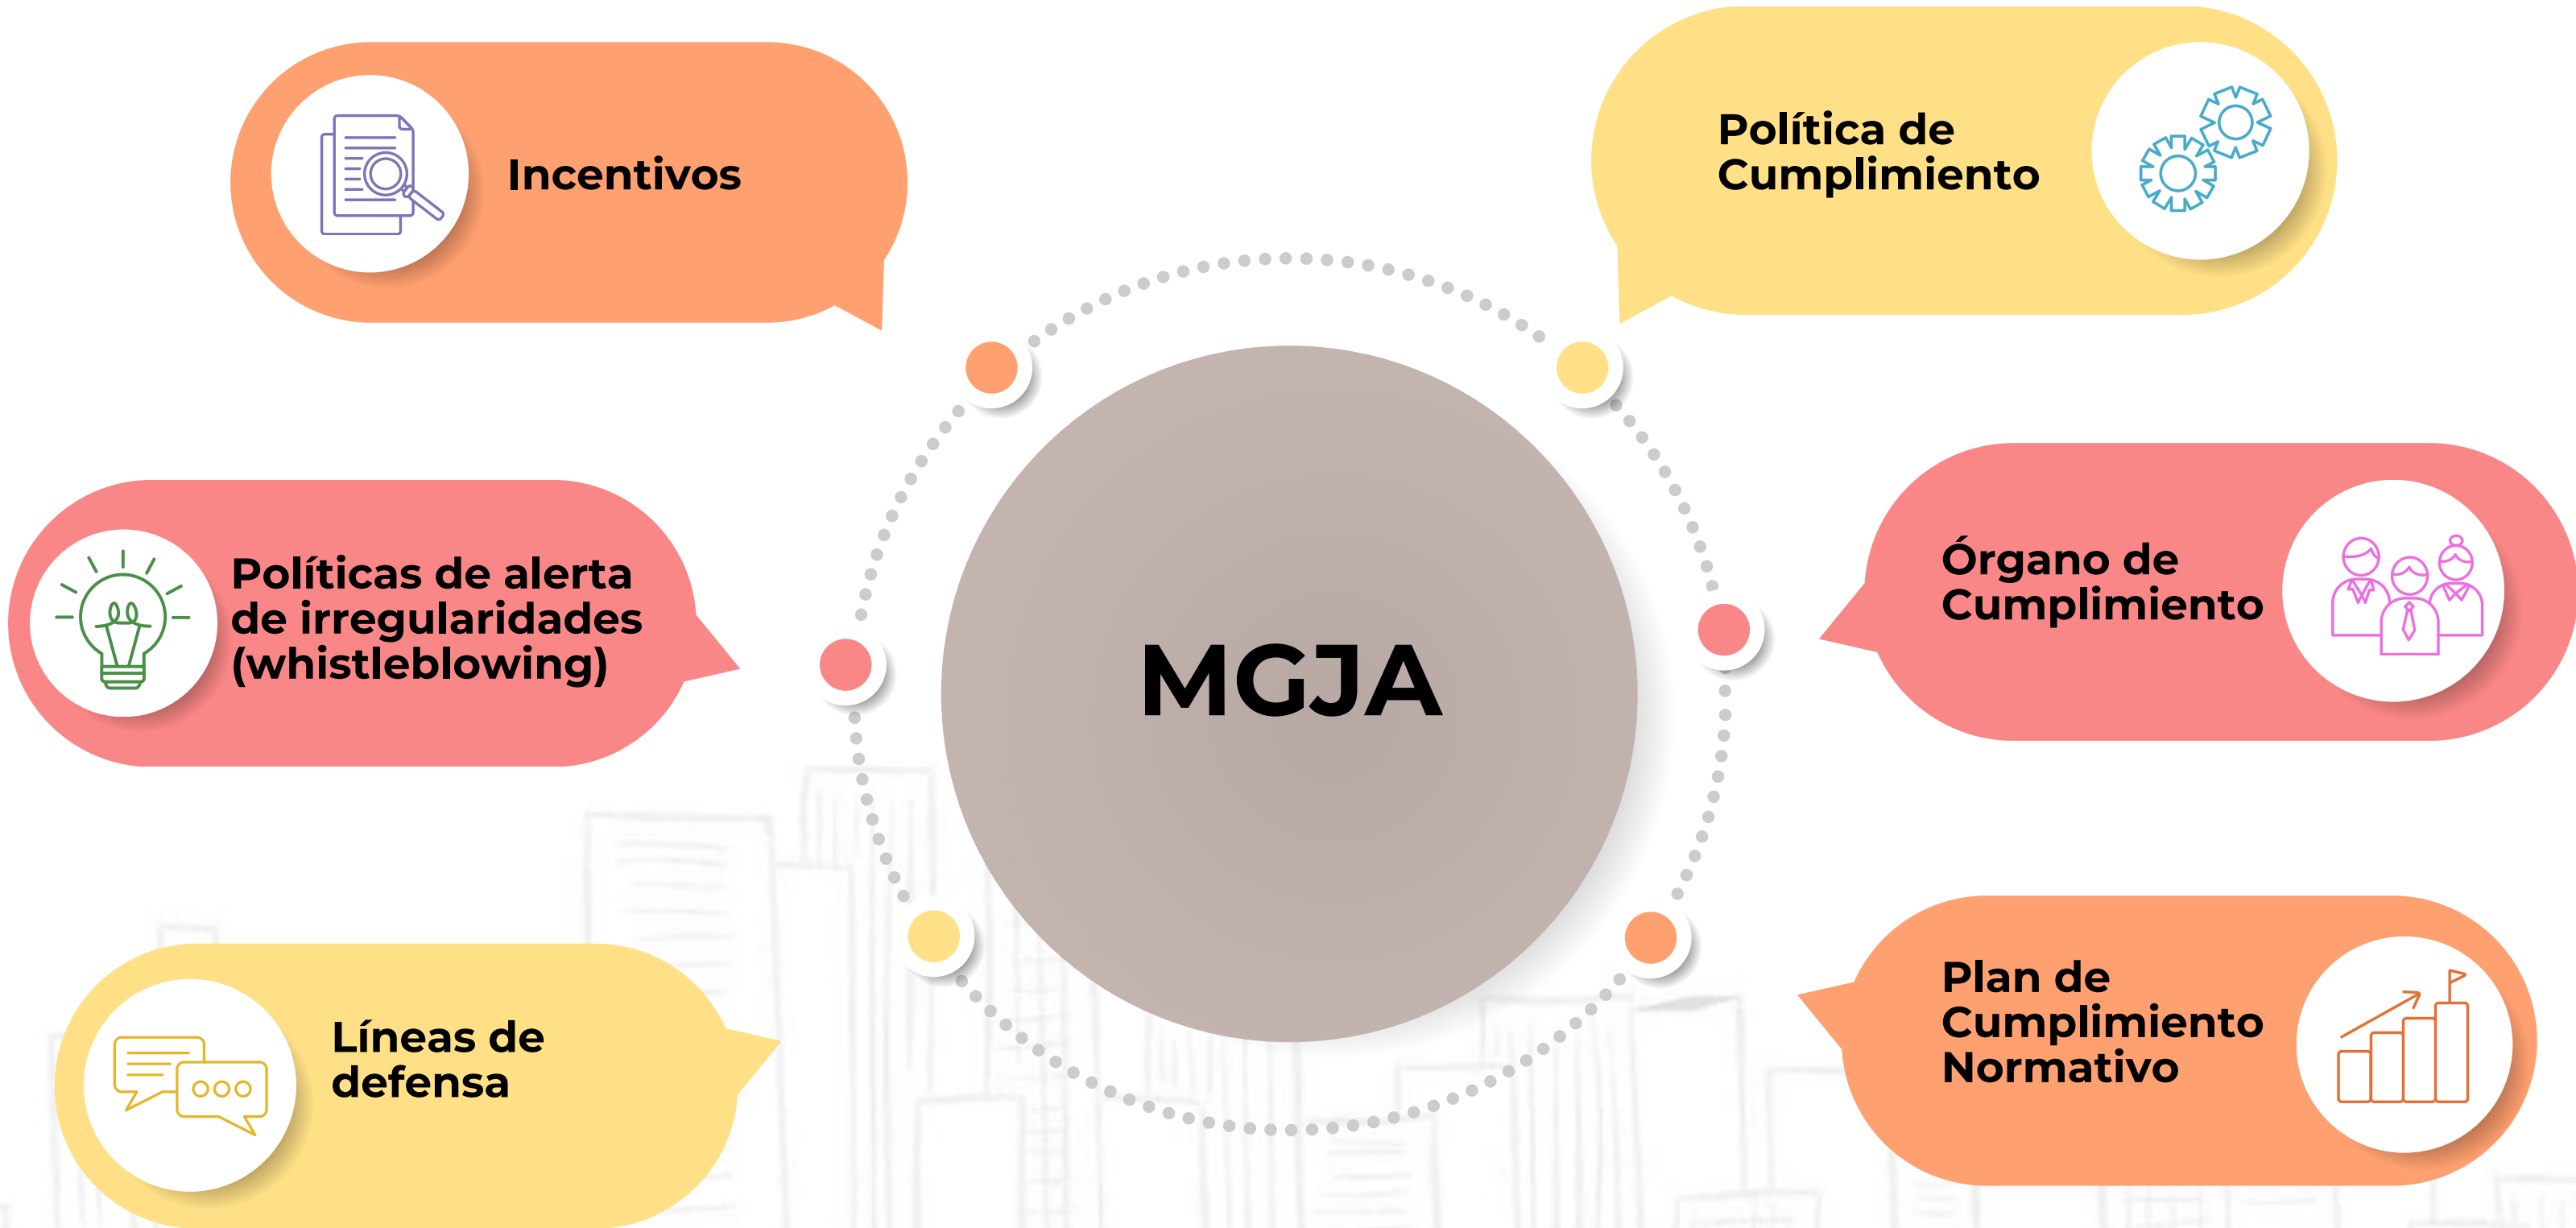 Incentivos
Política de
Cumplimiento
Políticas de alerta
de irregularidades
(whistleblowing)
MGJA
Órgano de
Cumplimiento
Líneas de
defensa
Plan de
Cumplimiento
Normativo